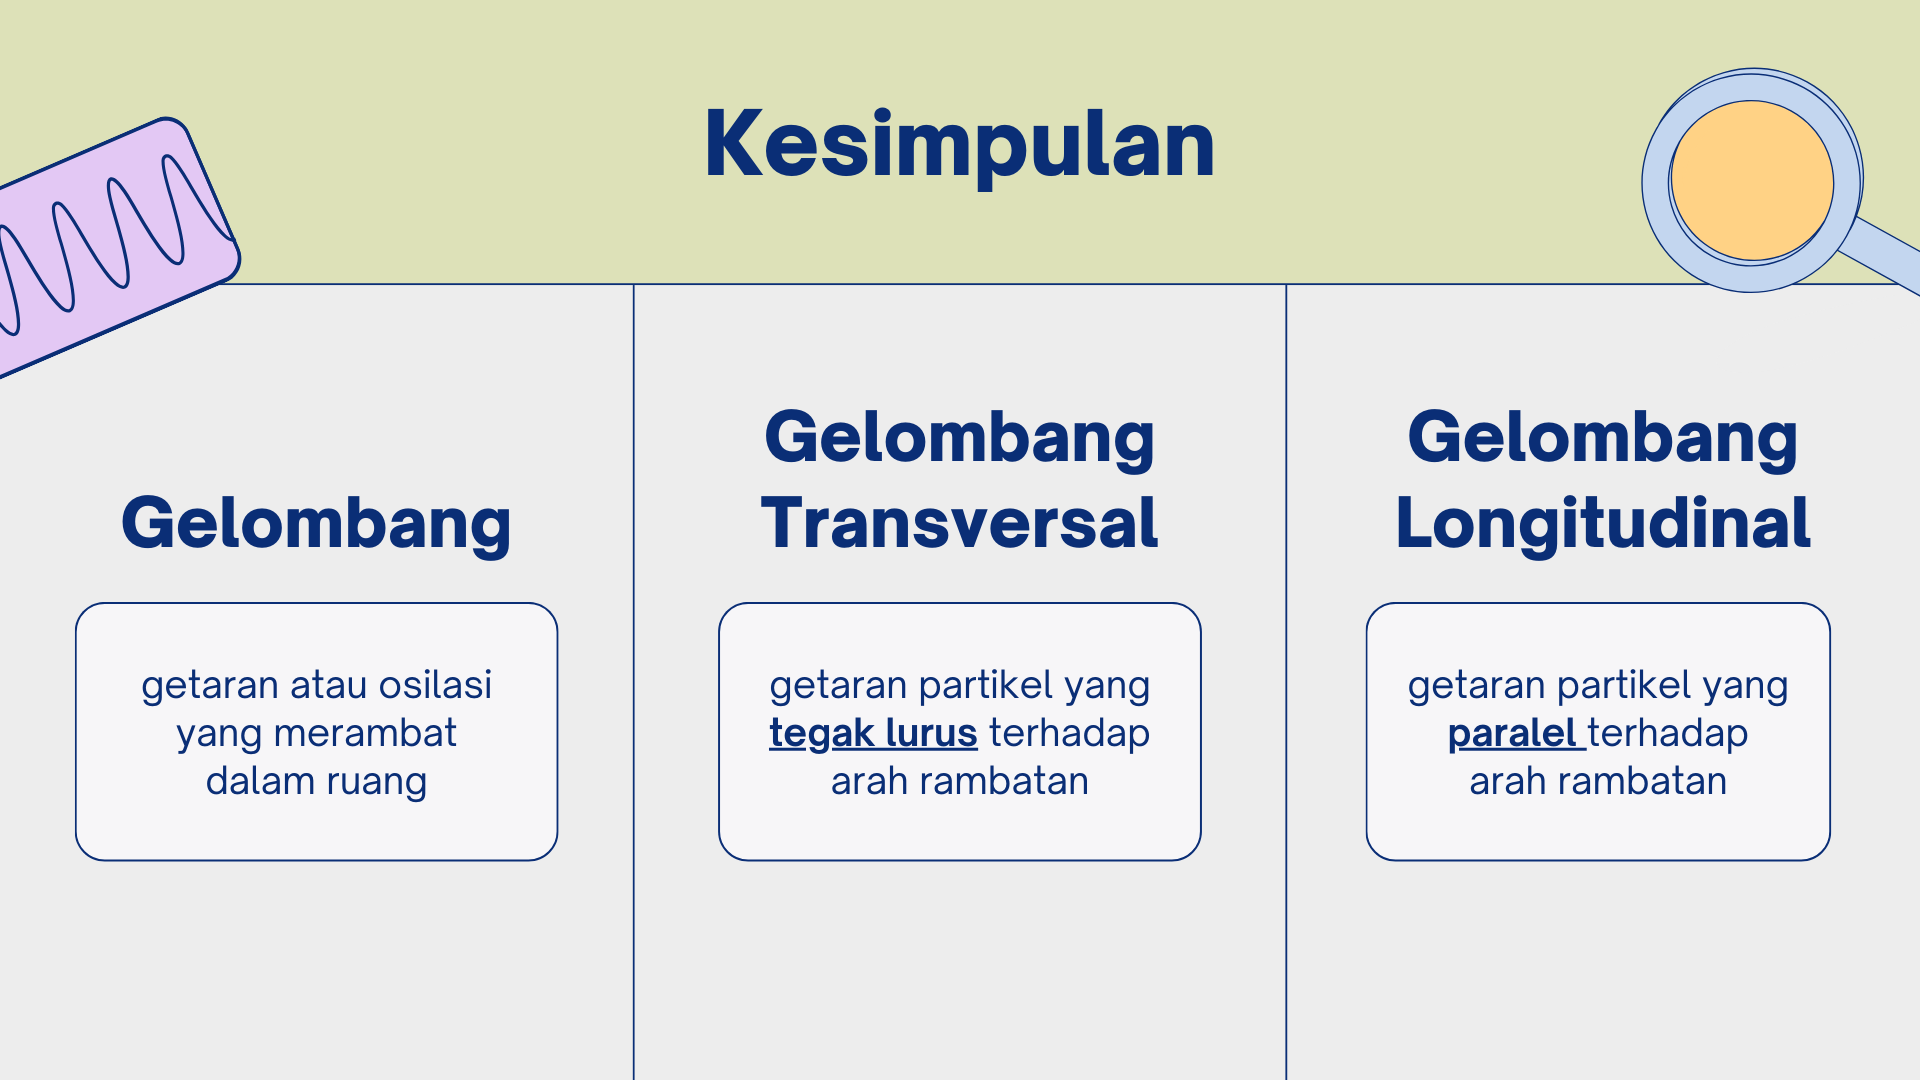 Kesimpulan
Gelombang
getaran atau osilasi
yang merambat
dalam ruang
Gelombang
Transversal
getaran partikel yang
tegak lurus terhadap
arah rambatan
Gelombang
Longitudinal
getaran partikel yang
paralel terhadap
arah rambatan